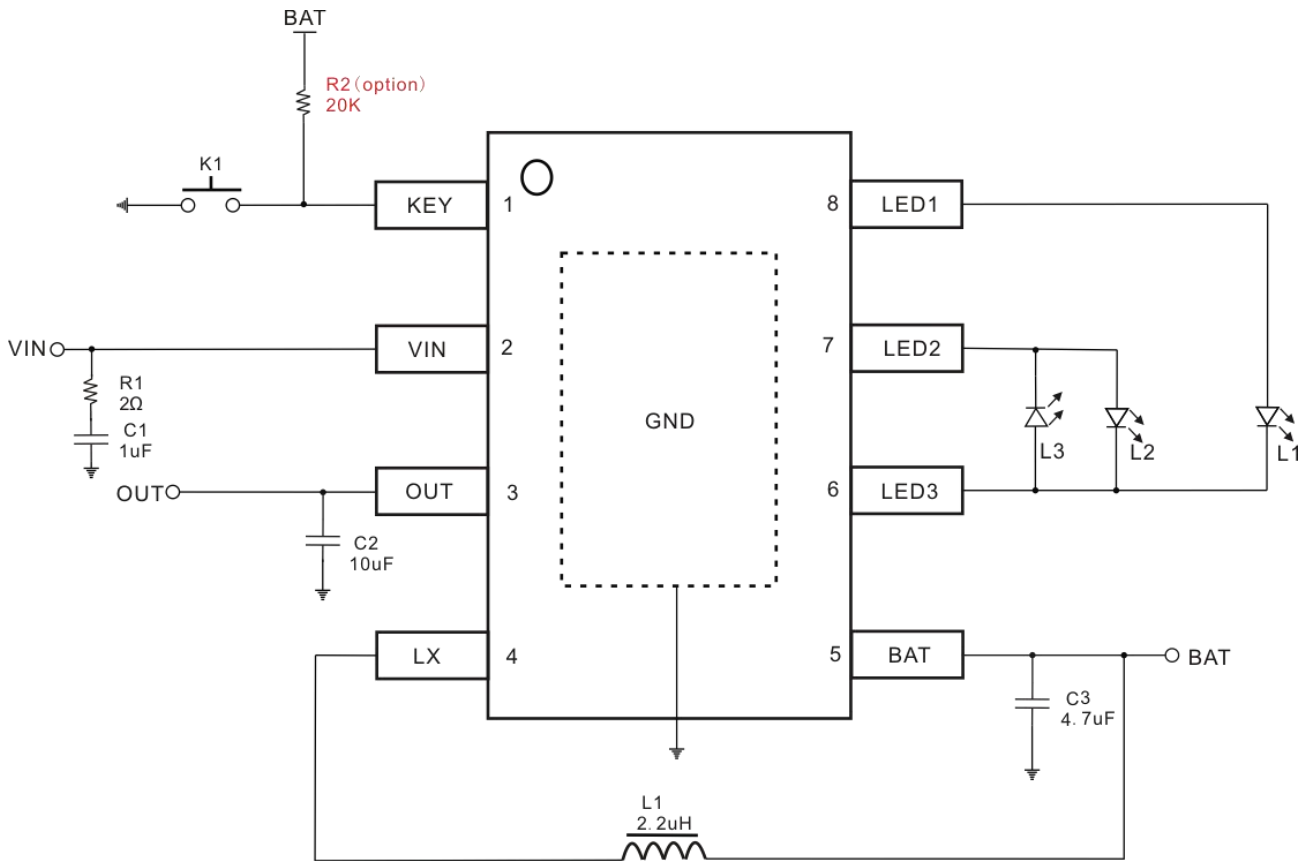 BAT
R2(option)
20K
K1
KEY
1
8
LED1
VIN
VIN
2
7
LED2
R1
2Ω
C1
1uF
GND
L3
L2
L1
OUT
OUT
3
6
LED3
C2
10uF
LX
4
5
BAT
BAT
C3
4.7uF
L1
2.2uH